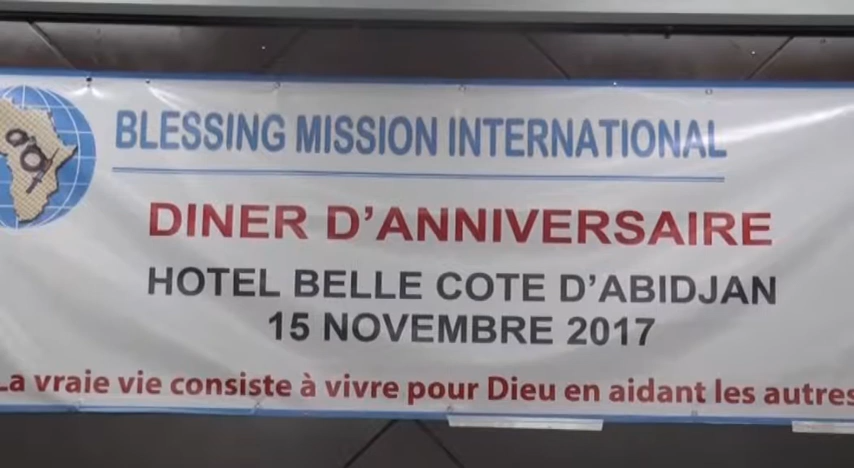 BLESSING MISSION INTERNATIONAL
DINER D'ANNIVERSAIRE
HOTEL BELLE COTE D'ABIDJAN
15 NOVEMBRE 2017
La vraie vie consiste à vivre pour Dieu en aidant les autres